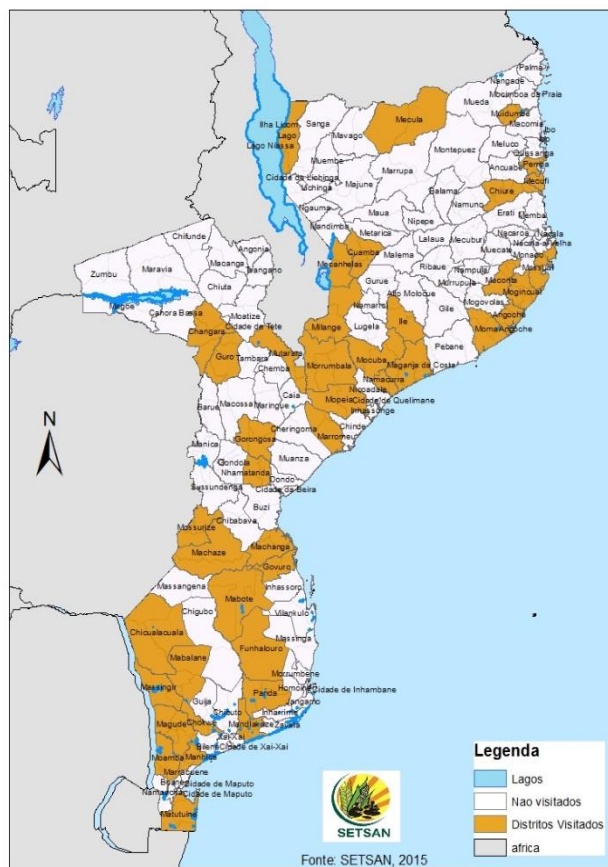 Palma
Nangade
Mocimboa da Praia
Mueda
Muidumbe
Macomia
Ibo
Mecula
Ilha Licom
Sanga
Lago
Mavago
Lago Niassa
Montepuez
Meluco
Quissanga
Pemba
Ancuabe
Mecufi
Muembe
Marrupa
Cidade de Lichinga
Lichinga
Majune
Balama
Chiure
Namuno
Ngauma
Maua
Nipepe
Erati
Memba
Mandimba
Metarica
Cuamba
Lalaua
Mecuburi
Nacaroa
Nacala
Nacala-a-Velha
Muecate
Monapo
Mecanhelas
Malema
Ribaue
Nampula
Meconta
Mossuril
Chifunde
Angonia
Zumbu
Maravia
Macanga
Tsangano
Chiuta
Magoe
Cahora Bassa
Moatize
Changara
Cidade de Tete
Gurue
Alto Moloque
Murrupula
Mogovolas
Mogincual
Namarroi
Gile
Angoche
Moma
Angoche
Milange
Lugela
Ile
Pebane
Guro
Tambara
Mutarara
Chemba
Morrumbala
Mocuba
Maganja da Costa
Namacurra
Nicoadala
Mopeia
Cidade de Quelimane
Inhassonge
Barue
Macossa
Maringue
Caia
Cheringoma
Chinde
Marromeu
Manica
Gorongosa
Gondola
Muanza
Nhamatanda
Sussundenga
Dondo
Cidade da Beira
Buzi
Chibabava
Mossurize
Machaze
Machanga
Govuro
Massangena
Inhassoro
Chigubo
Mabote
Vilankulo
Chicualacuala
Massinga
Mabalane
Funhalouro
Morrumbene
Homoine
Cidade de Inhambane
Massingir
Panda
Jangamo
Guija
Chibuto
Inharrime
Magude
Chokwe
Mandlakaze
Zavala
Xai-Xai
Bilene
Cidade de Xai-Xai
Moamba
Manhica
Marracuene
Boane
Cidade de Maputo
Namaacha
Cidade de Maputo
Matutuine
N
Legenda
Lagos
Nao visitados
Distritos Visitados
africa
SETSAN
Fonte: SETSAN, 2015